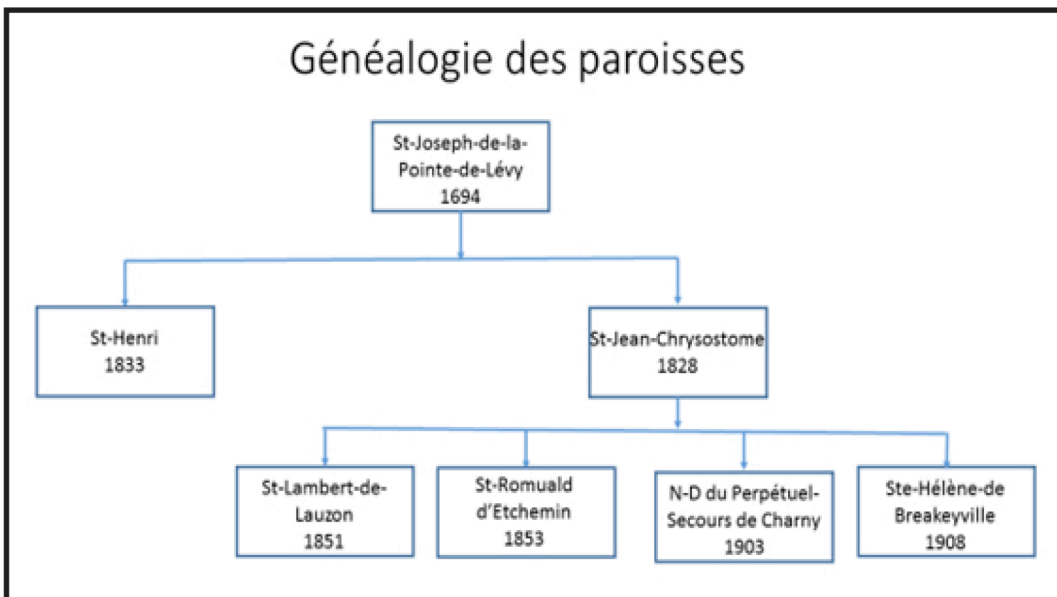 Généalogie des paroisses
St-Joseph-de-la-
Pointe-de-Lévy
1694
St-Henri
1833
St-Jean-Chrysostome
1828
St-Lambert-de-
Lauzon
1851
St-Romuald
d'Etchemin
1853
N-D du Perpétuel-
Secours de Charny
1903
Ste-Hélène-de
Breakeyville
1908